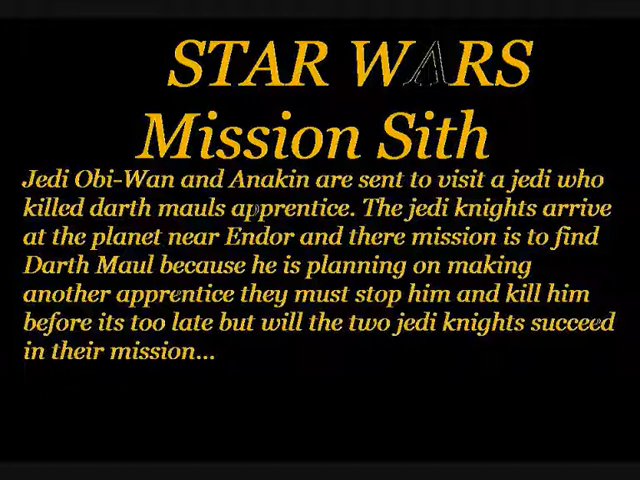 STAR WARS
Mission Sith
Jedi Obi-Wan and Anakin are sent to visit a jedi who
killed darth mauls apprentice. The jedi knights arrive
at the planet near Endor and there mission is to find
Darth Maul because he is planning on making
another apprentice they must stop him and kill him
before its too late but will the two jedi knights succeed
in their mission...